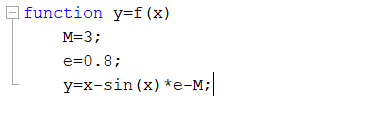 function y=f(x)
M=3;
e=0.8;
y=x-sin(x)*e-M;